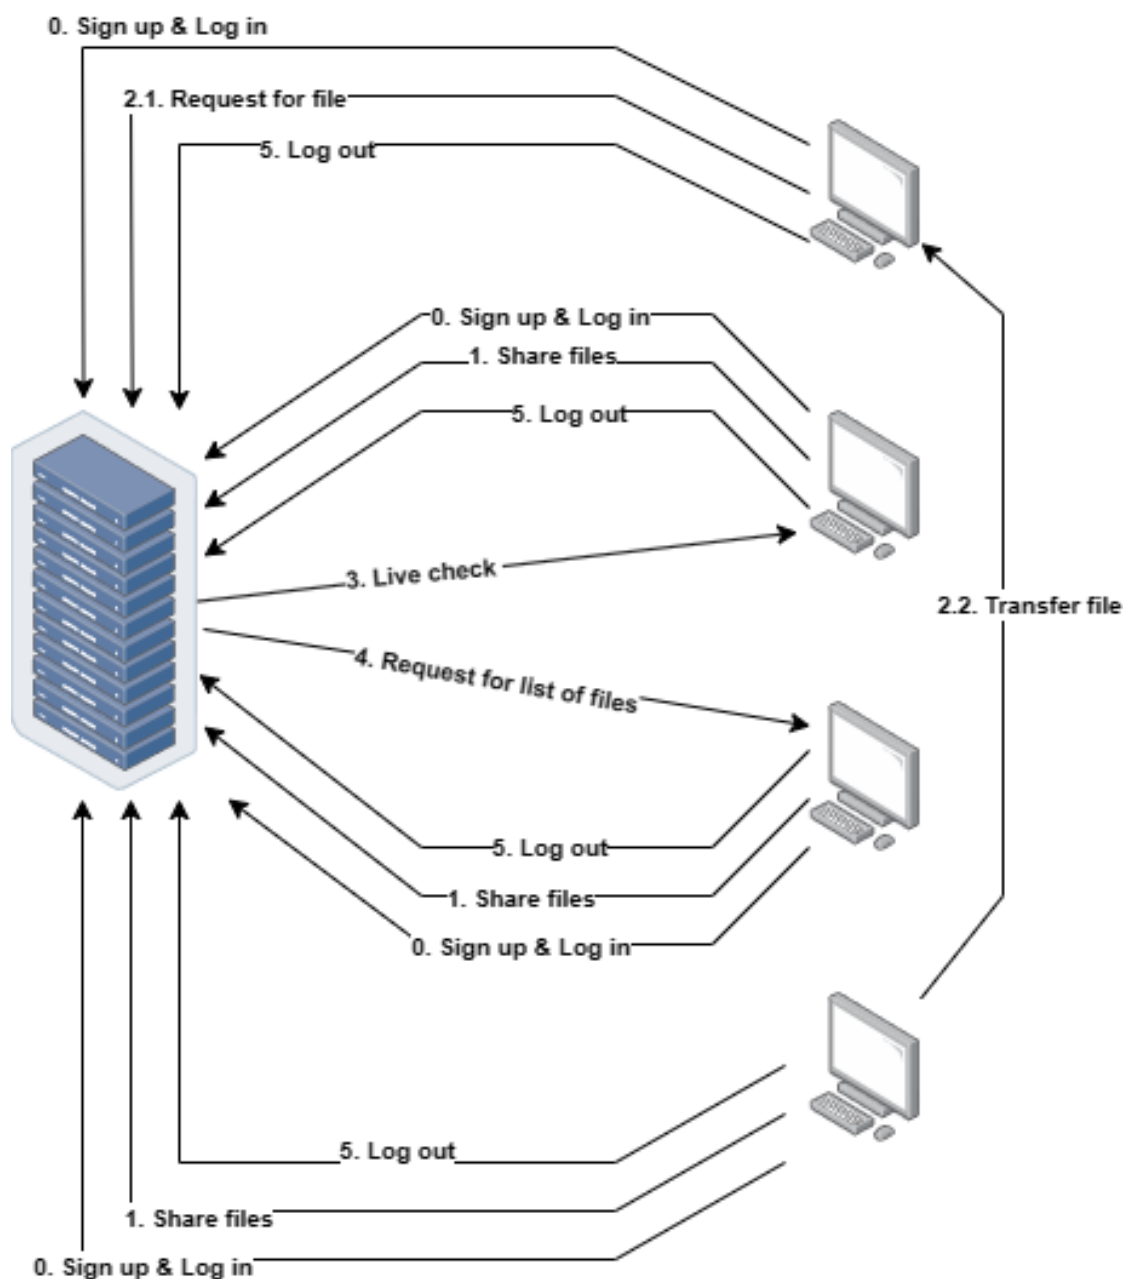 0. Sign up & Log in
2.1. Request for file
5. Log out
0. Sign up & Log in
1. Share files
5. Log out
3. Live check
2.2. Transfer file
4. Request for list of files
5. Log out
1. Share files
0. Sign up & Log in
5. Log out
1. Share files
0. Sign up & Log in